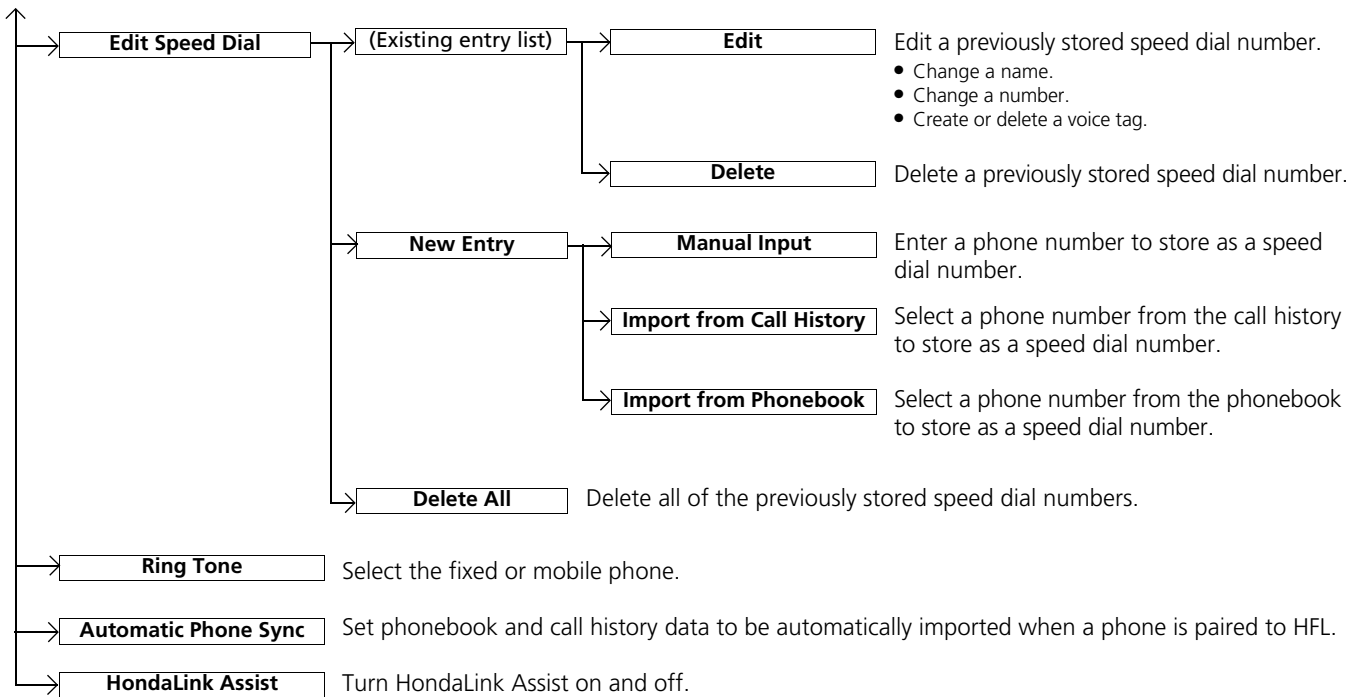 Edit Speed Dial
(Existing entry list)
Edit
Edit a previously stored speed dial number.
• Change a name.
• Change a number.
• Create or delete a voice tag.
Delete
Delete a previously stored speed dial number.
New Entry
Manual Input
Enter a phone number to store as a speed
dial number.
Import from Call History
Select a phone number from the call history
to store as a speed dial number.
Import from Phonebook
Select a phone number from the phonebook
to store as a speed dial number.
Delete All
Delete all of the previously stored speed dial numbers.
Ring Tone
Select the fixed or mobile phone.
Automatic Phone Sync
Set phonebook and call history data to be automatically imported when a phone is paired to HFL.
HondaLink Assist
Turn HondaLink Assist on and off.